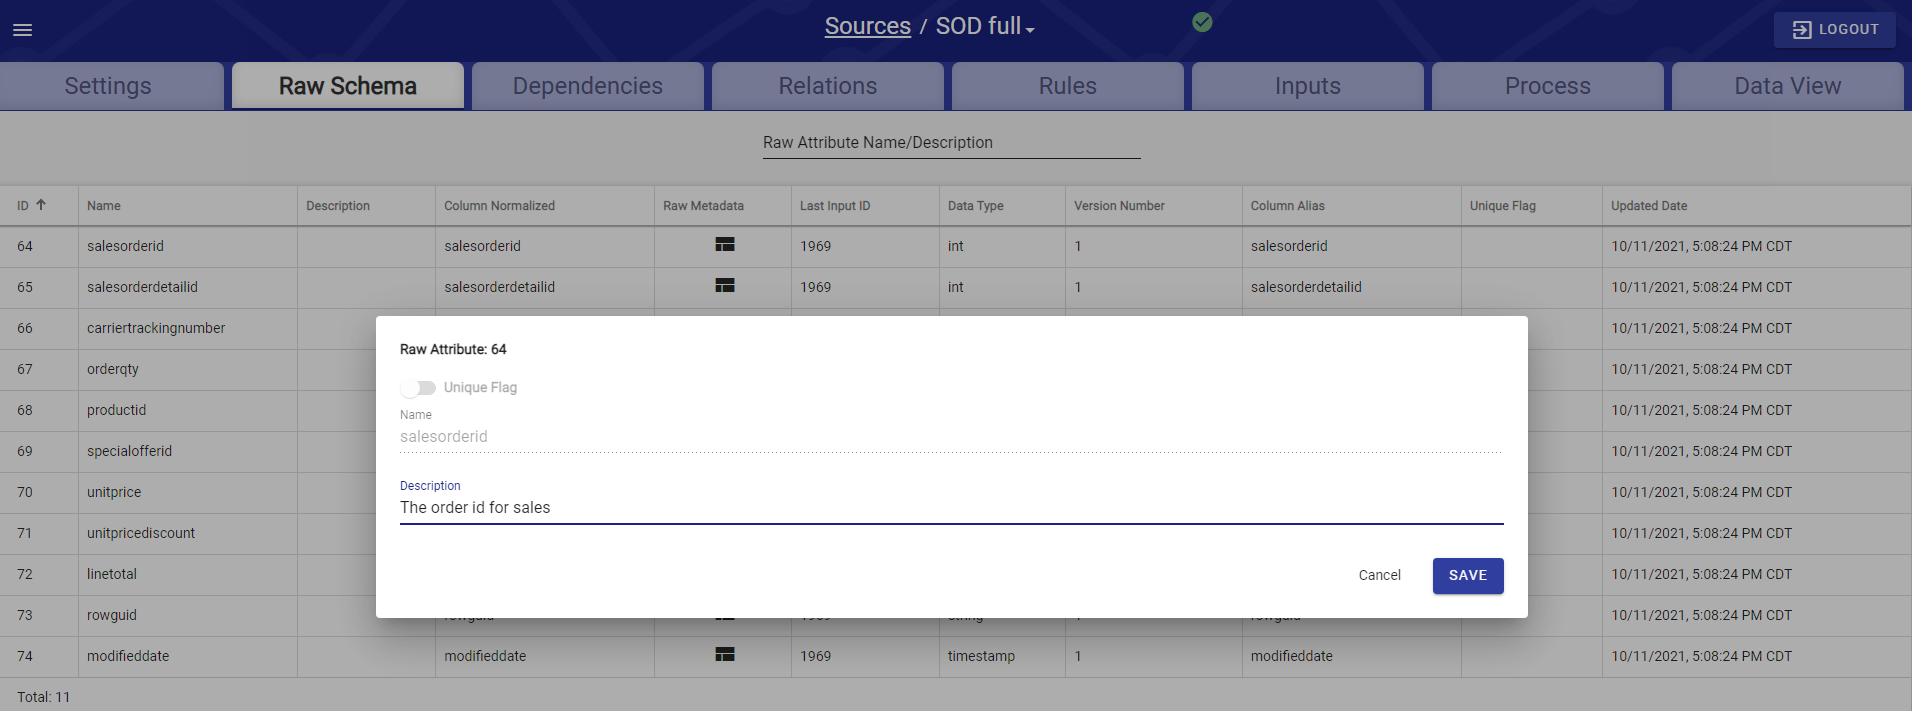 Sources / SOD full
LOGOUT
Settings Raw Schema Dependencies Relations Rules Inputs Process Data View
Raw Attribute Name/Description
ID Name Description Column Normalized Raw Metadata Last Input ID Data Type Version Number Column Alias Unique Flag Updated Date
64 salesorderid salesorderid 1969 int 1 salesorderid 10/11/2021, 5:08:24 PM CDT
65 salesorderdetailid salesorderdetailid 1969 int 1 salesorderdetailid 10/11/2021, 5:08:24 PM CDT
66 carriertrackingnumber 10/11/2021, 5:08:24 PM CDT
67 orderqty 10/11/2021, 5:08:24 PM CDT
68 productid 10/11/2021, 5:08:24 PM CDT
69 specialofferid 10/11/2021, 5:08:24 PM CDT
70 unitprice 10/11/2021, 5:08:24 PM CDT
71 unitpricediscount 10/11/2021, 5:08:24 PM CDT
72 linetotal 10/11/2021, 5:08:24 PM CDT
73 rowguid 10/11/2021, 5:08:24 PM CDT
74 modifieddate modifieddate 1969 timestamp 1 modifieddate 10/11/2021, 5:08:24 PM CDT
Total: 11
Raw Attribute: 64
Unique Flag
Name
salesorderid
Description
The order id for sales
Cancel SAVE